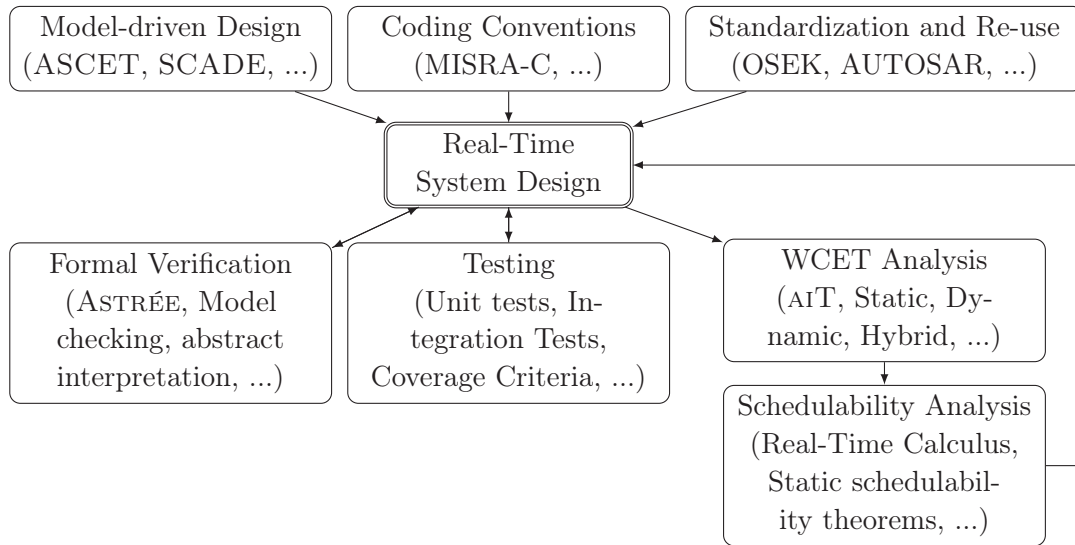 Model-driven Design
(ASCET, SCADE, ...)
Coding Conventions
(MISRA-C, ...)
Standardization and Re-use
(OSEK, AUTOSAR, ...)
Real-Time
System Design
Formal Verification
(ASTRÉE, Model
checking, abstract
interpretation, ...)
Testing
(Unit tests, In-
tegration Tests,
Coverage Criteria, ...)
WCET Analysis
(AIT, Static, Dy-
namic, Hybrid, ...)
Schedulability Analysis
(Real-Time Calculus,
Static schedulabil-
ity theorems, ...)